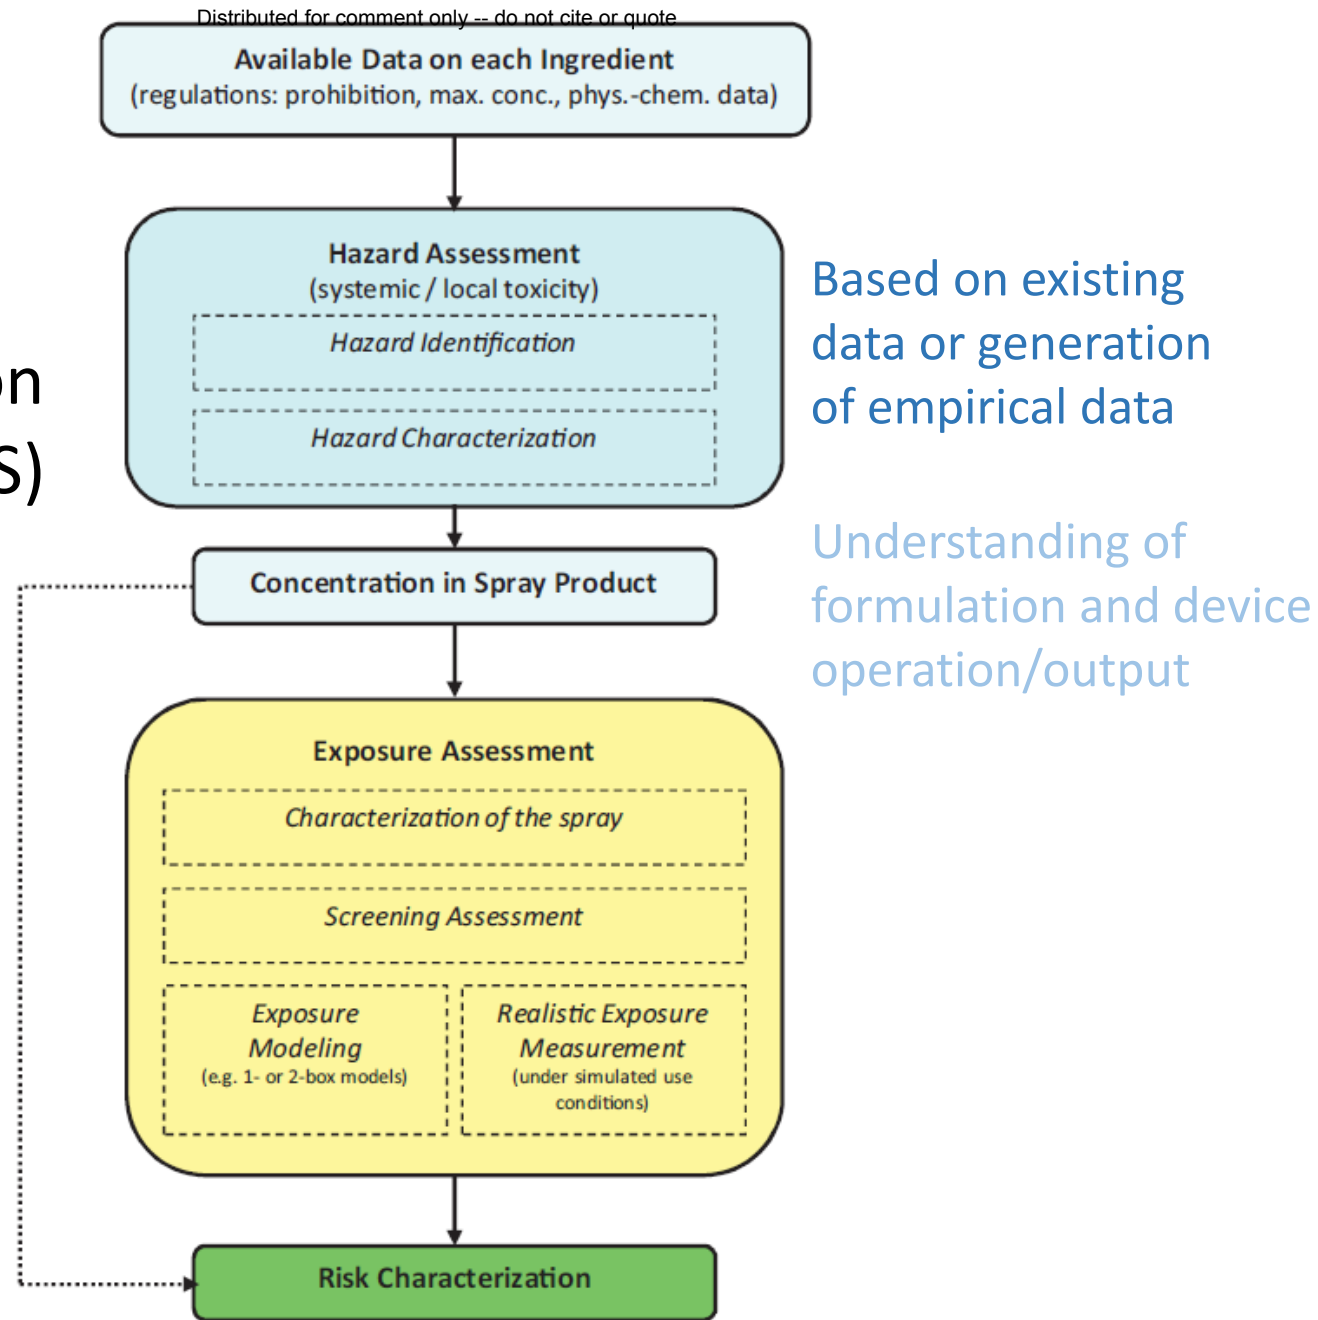 Distributed for comment only -- do not cite or quote
Available Data on each Ingredient
(regulations: prohibition, max. conc., phys.-chem. data)
Hazard Assessment
(systemic / local toxicity)
Hazard Identification
Hazard Characterization
Based on existing
data or generation
of empirical data
on
S)
Concentration in Spray Product
Understanding of
formulation and device
operation/output
Exposure Assessment
Characterization of the spray
Screening Assessment
Exposure
Modeling
(e.g. 1- or 2-box models)
Realistic Exposure
Measurement
(under simulated use
conditions)
Risk Characterization